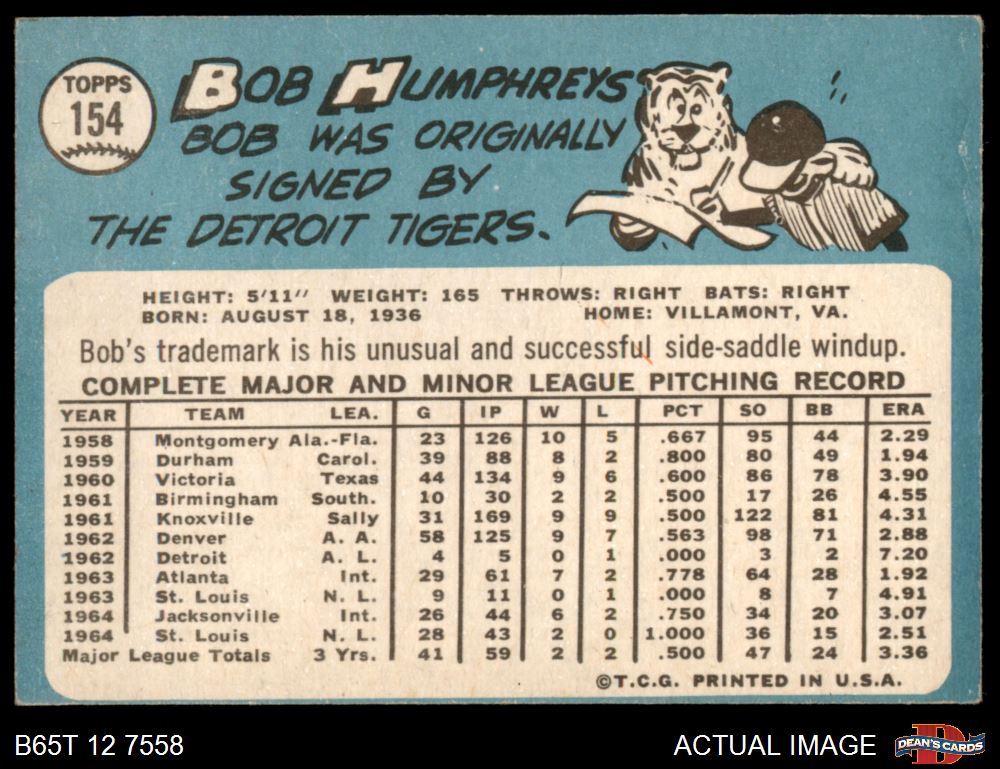 TOPPS
154
BOB HUMPHREYS
BOB WAS ORIGINALLY
SIGNED BY
THE DETROIT TIGERS.
HEIGHT: 5'11" WEIGHT: 165 THROWS: RIGHT BATS: RIGHT
BORN: AUGUST 18, 1936 HOME: VILLAMONT, VA.
Bob's trademark is his unusual and successful side-saddle windup.
COMPLETE MAJOR AND MINOR LEAGUE PITCHING RECORD
YEAR TEAM LEA. G IP W L PCT SO BB ERA
1958 Montgomery Ala.-Fla. 23 126 10 5 .667 95 44 2.29
1959 Durham Carol. 39 88 8 2 .800 80 49 1.94
1960 Victoria Texas 44 134 9 6 .600 86 78 3.90
1961 Birmingham South. 10 30 2 2 .500 17 26 4.55
1961 Knoxville Sally 31 169 9 9 .500 122 81 4.31
1962 Denver A. A. 58 125 9 7 .563 98 71 2.88
1962 Detroit A. L. 4 5 0 1 .000 3 2 7.20
1963 Atlanta Int. 29 61 7 2 .778 64 28 1.92
1963 St. Louis N. L. 9 11 0 1 .000 8 7 4.91
1964 Jacksonville Int. 26 44 6 2 .750 34 20 3.07
1964 St. Louis N. L. 28 43 2 0 1.000 36 15 2.51
Major League Totals 3 Yrs. 41 59 2 2 .500 47 24 3.36
©T.C.G. PRINTED IN U.S.A.
B65T 12 7558 ACTUAL IMAGE DEAN'S CARDS